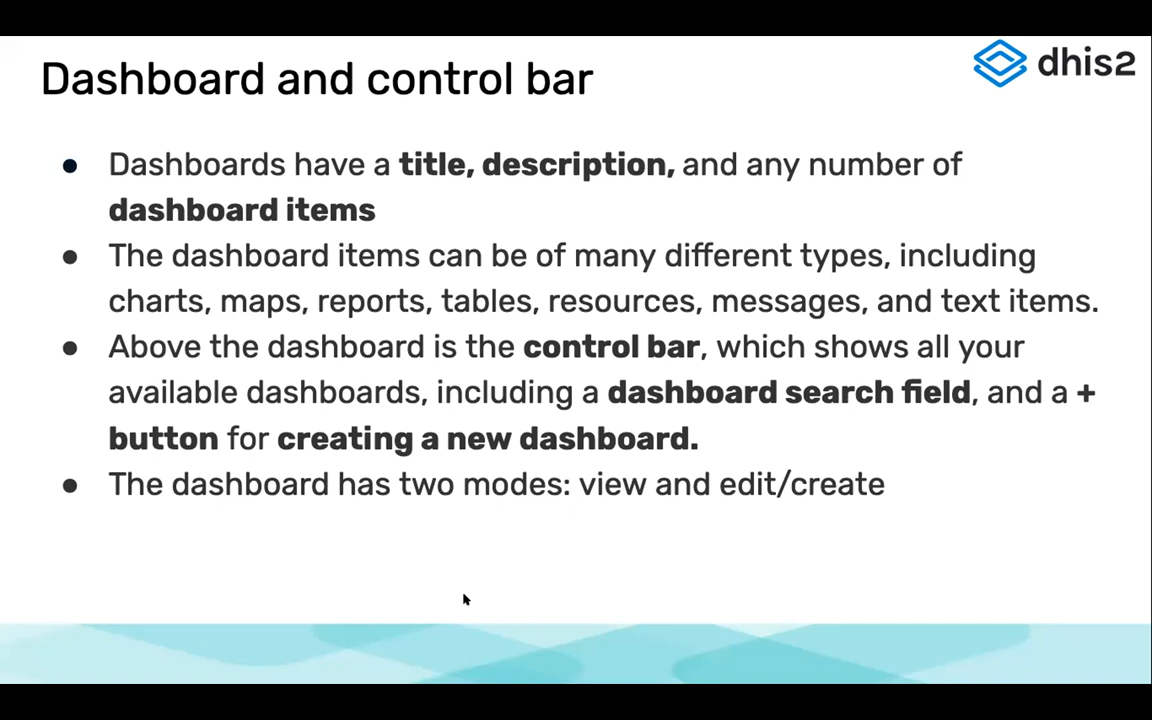 Dashboard and control bar
dhis2
● Dashboards have a title, description, and any number of
dashboard items
● The dashboard items can be of many different types, including
charts, maps, reports, tables, resources, messages, and text items.
● Above the dashboard is the control bar, which shows all your
available dashboards, including a dashboard search field, and a +
button for creating a new dashboard.
● The dashboard has two modes: view and edit/create